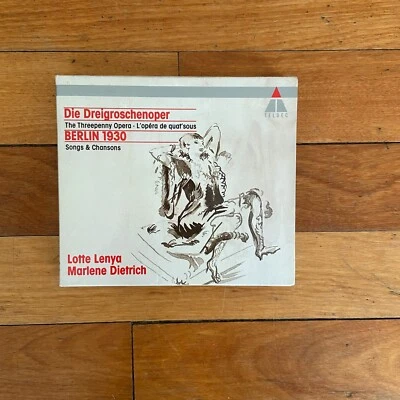 Die Dreigroschenoper
The Threepenny Opera · L'opéra de quat'sous
BERLIN 1930
Songs & Chansons
TELDEC
Lotte Lenya
Marlene Dietrich